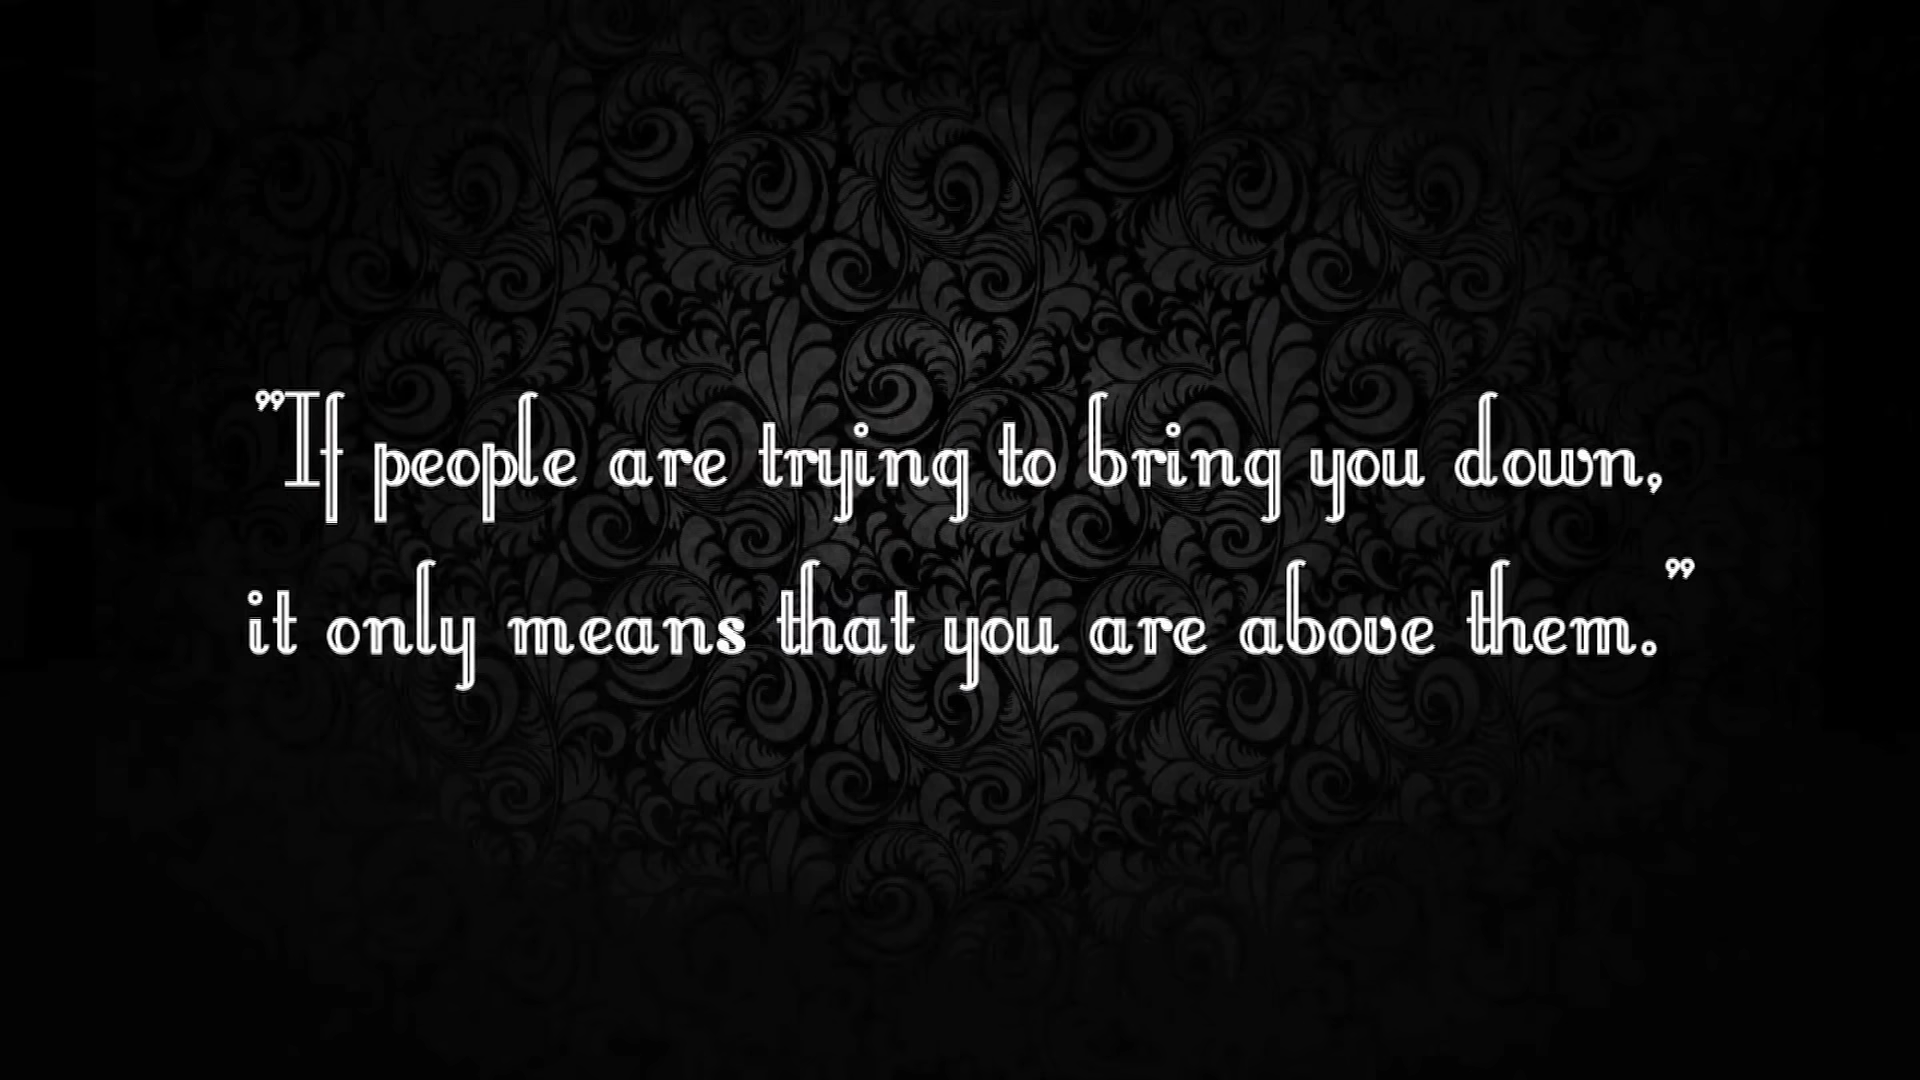 "If people are trying to bring you down,
it only means that you are above them."